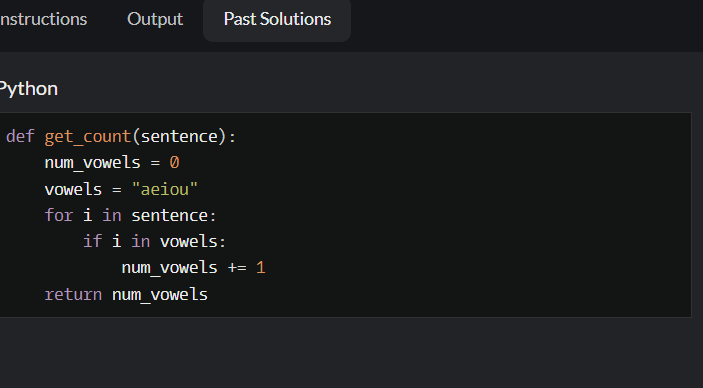 nstructions Output Past Solutions
Python
def get_count(sentence):
    num_vowels = 0
    vowels = "aeiou"
    for i in sentence:
        if i in vowels:
            num_vowels += 1
    return num_vowels